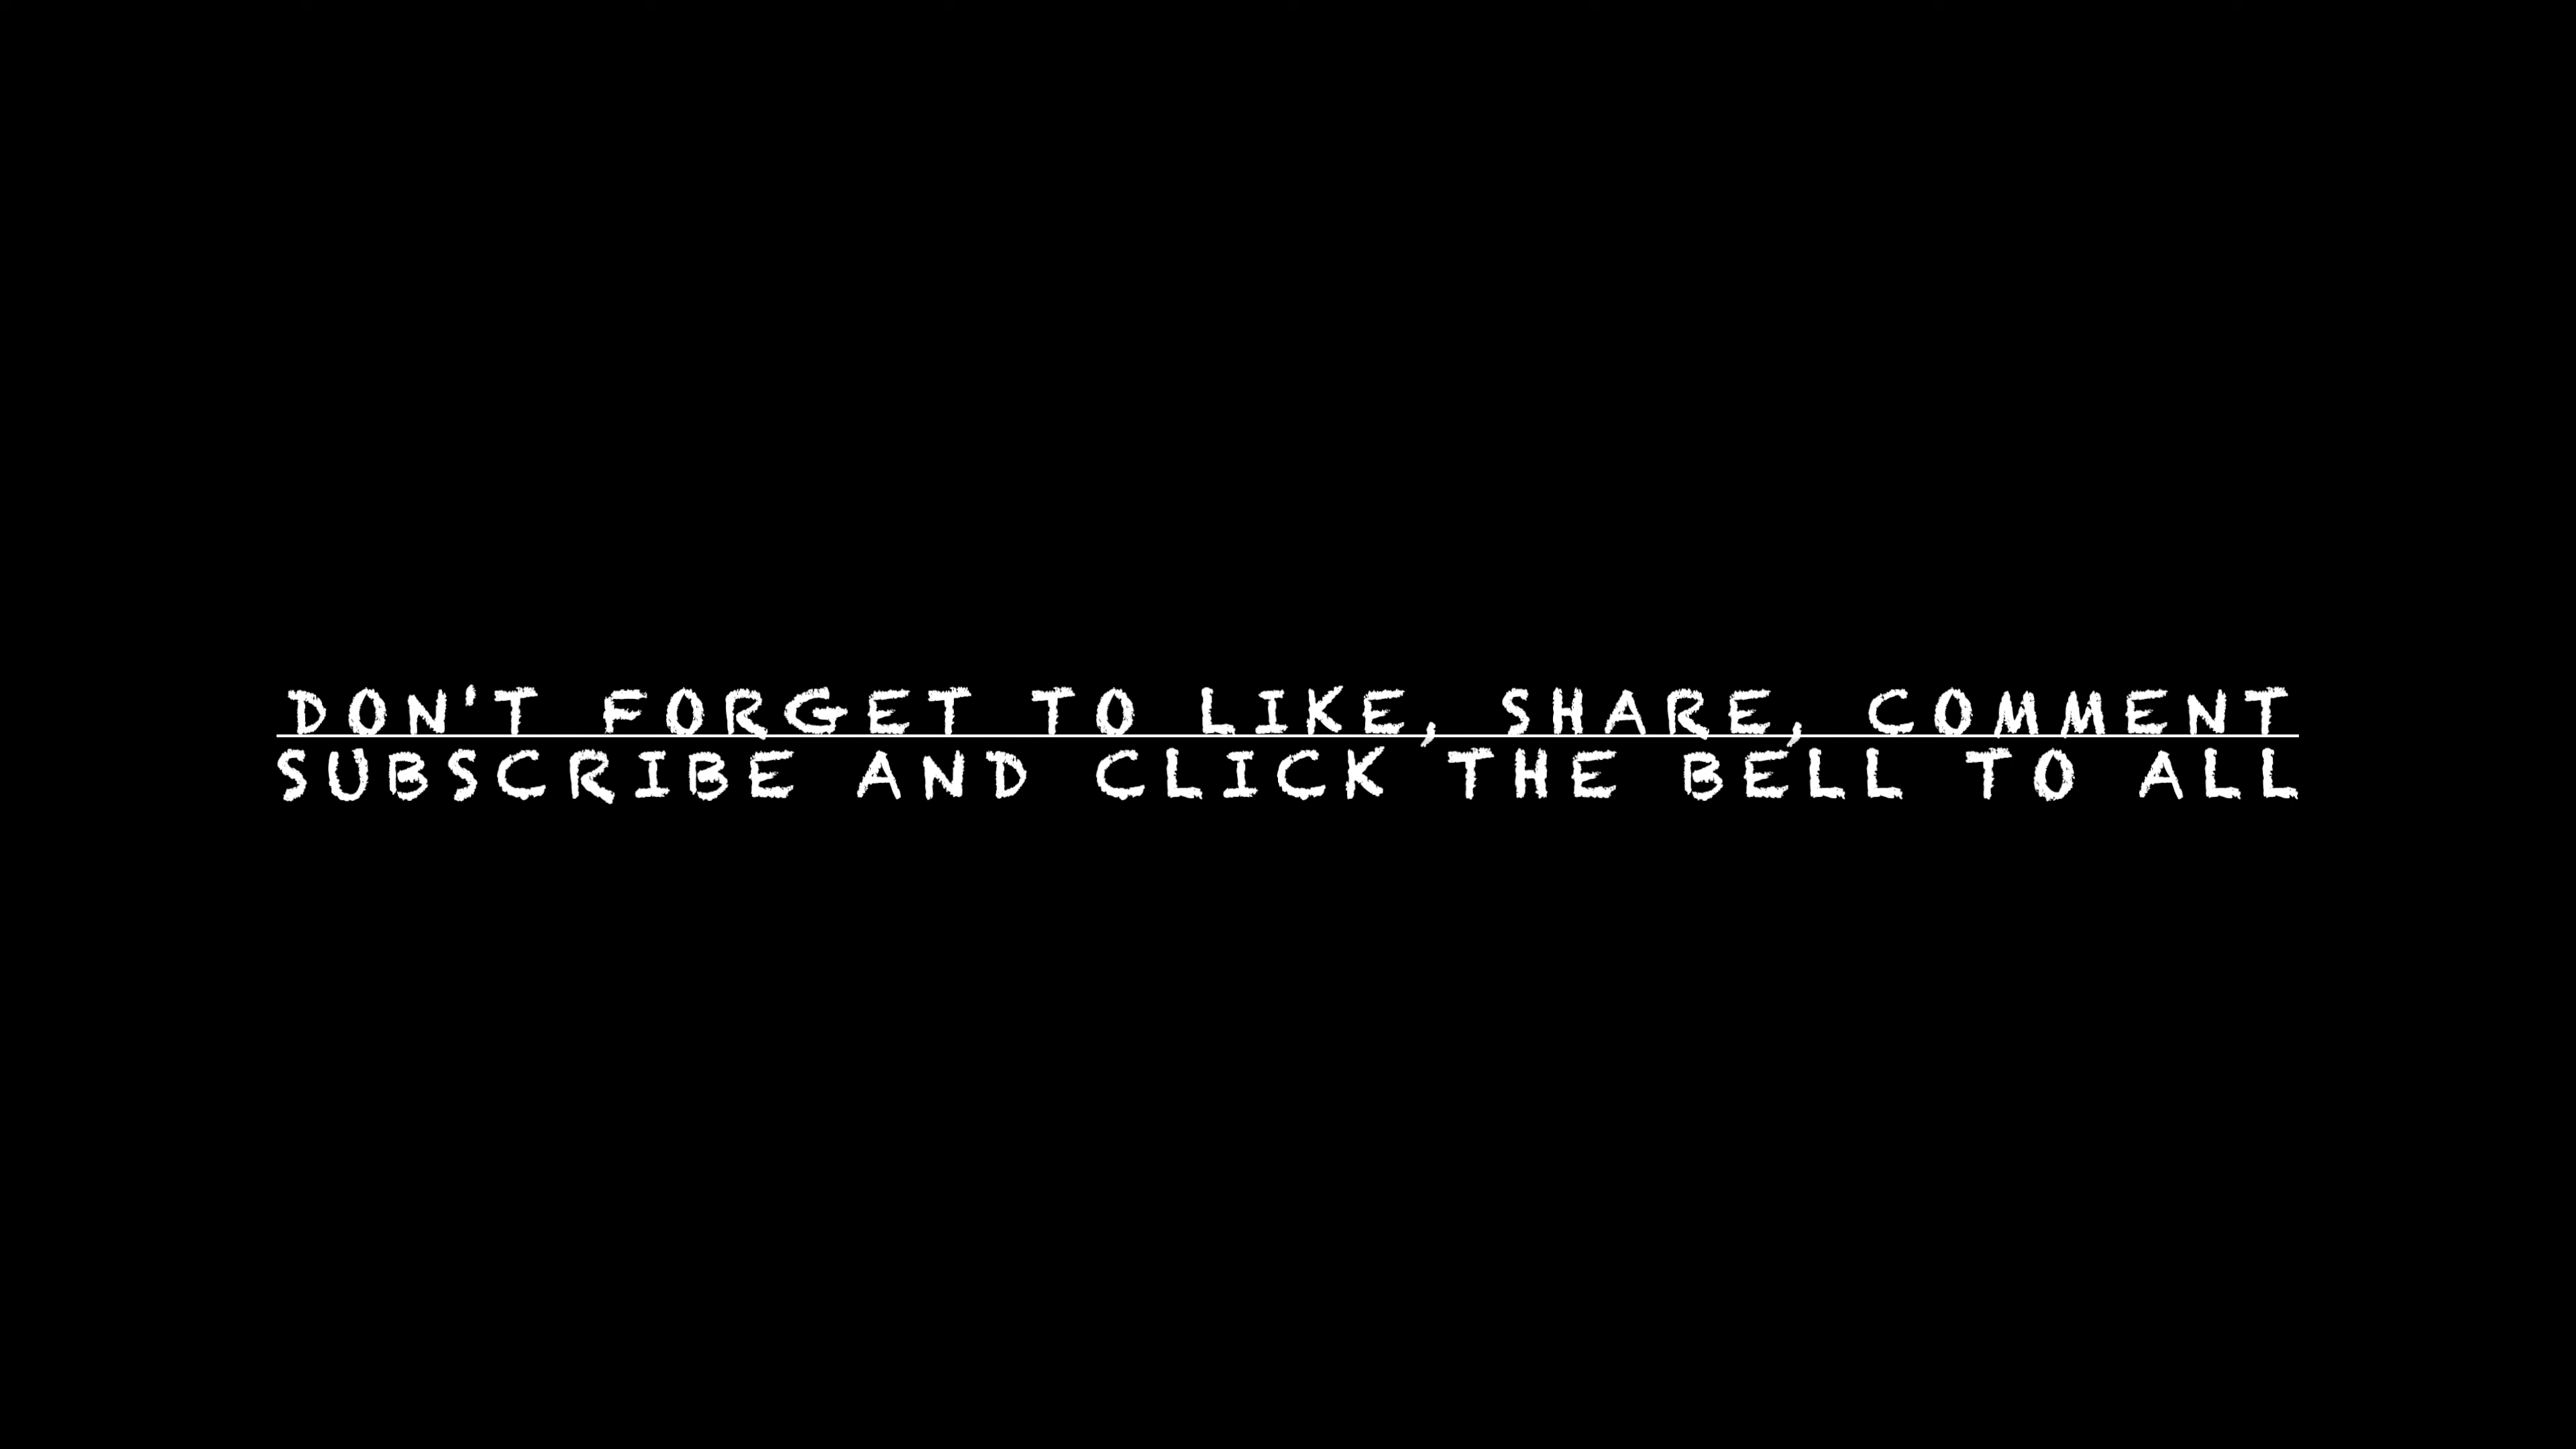 DON'T FORGET TO LIKE, SHARE, COMMENT
SUBSCRIBE AND CLICK THE BELL TO ALL